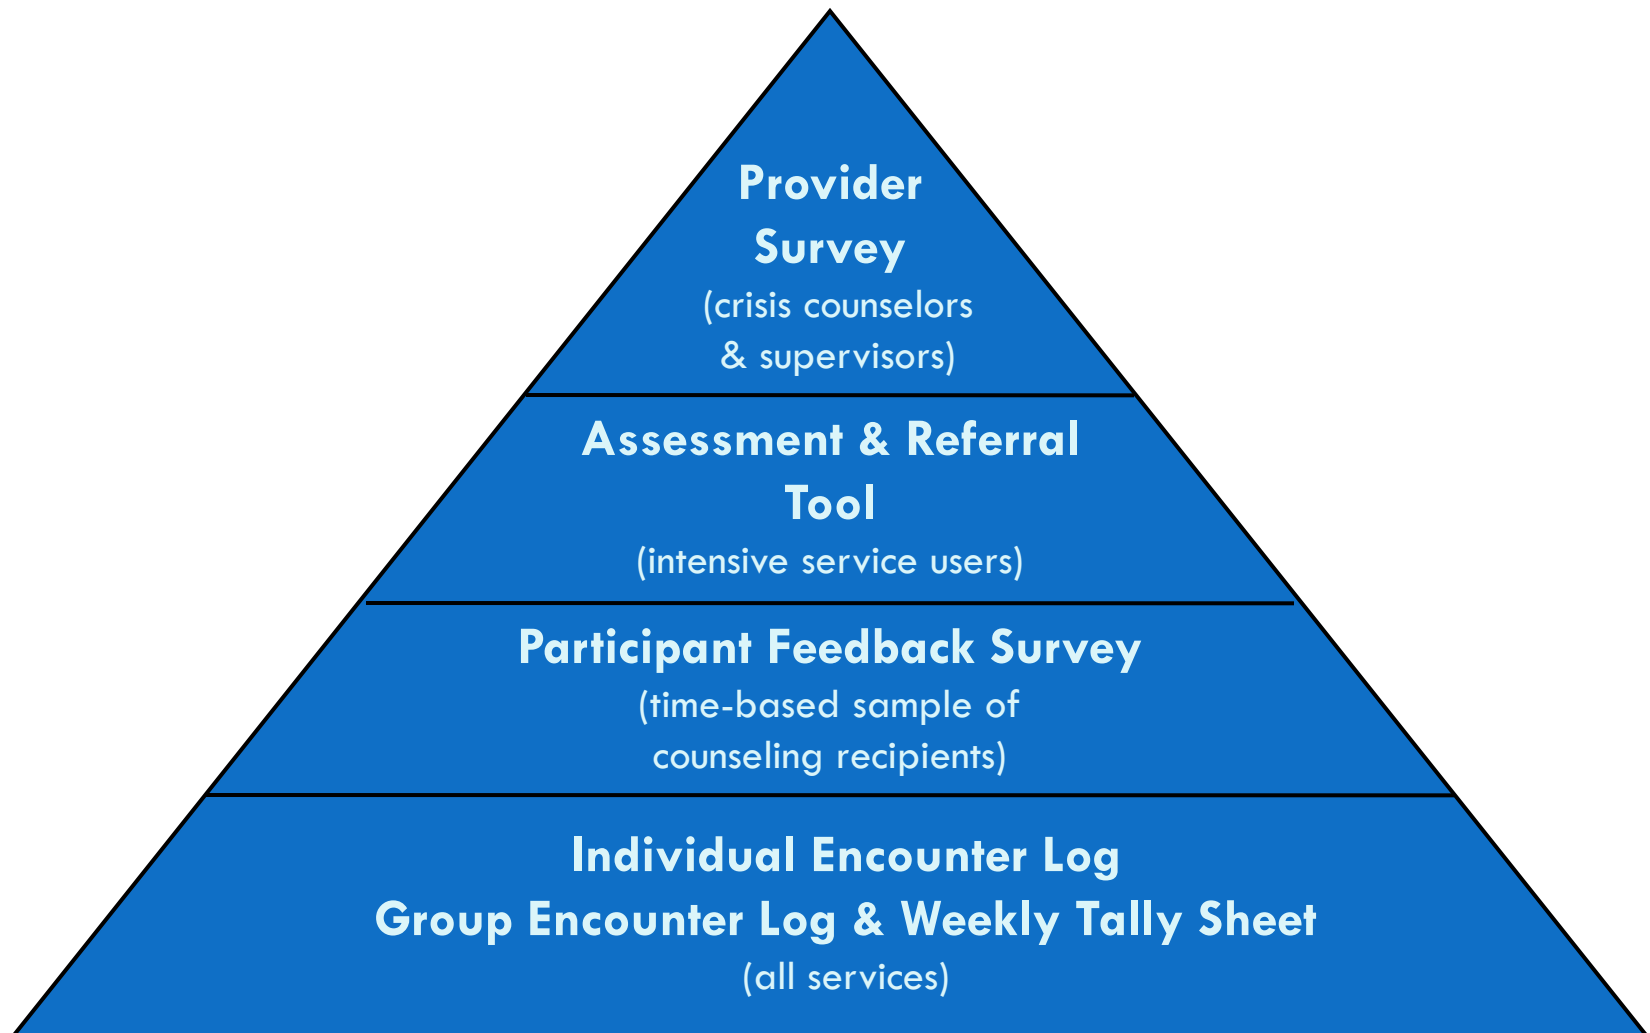 Provider
Survey
(crisis counselors
& supervisors)
Assessment & Referral
Tool
(intensive service users)
Participant Feedback Survey
(time-based sample of
counseling recipients)
Individual Encounter Log
Group Encounter Log & Weekly Tally Sheet
(all services)